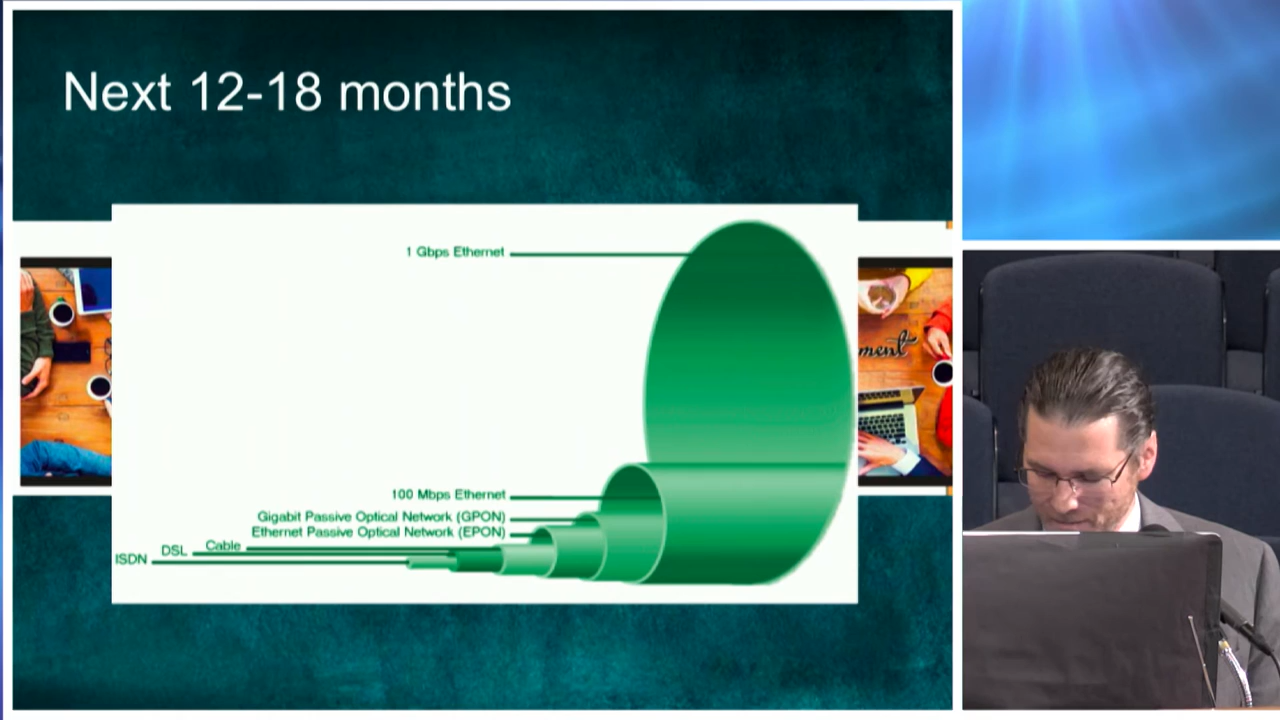 Next 12-18 months
1 Gbps Ethernet
100 Mbps Ethernet
Gigabit Passive Optical Network (GPON)
Ethernet Passive Optical Network (EPON)
Cable
DSL
ISDN
ment